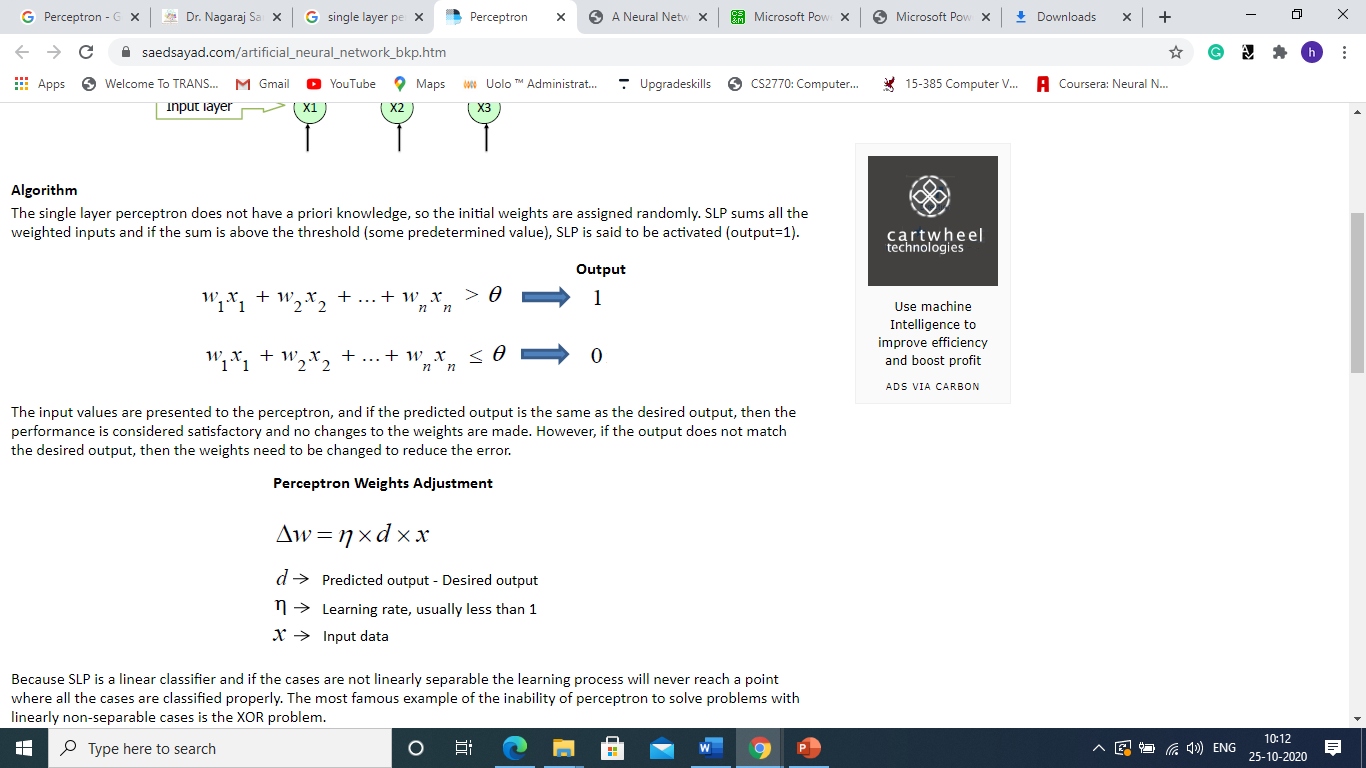 Perceptron - G
Dr. Nagaraj Sa
single layer pe
Perceptron
A Neural Netw
Microsoft Pow
Microsoft Pow
Downloads
saedsayad.com/artificial_neural_network_bkp.htm
h
Apps
Welcome To TRANS...
Gmail
YouTube
Maps
Uolo ™ Administrat...
Upgradeskills
CS2770: Computer...
15-385 Computer V...
Coursera: Neural N...
Input layer
X1
X2
X3
Algorithm
The single layer perceptron does not have a priori knowledge, so the initial weights are assigned randomly. SLP sums all the
weighted inputs and if the sum is above the threshold (some predetermined value), SLP is said to be activated (output=1).
Output
w₁x₁ + w₂x₂ + ... + wₙxₙ > θ 1
w₁x₁ + w₂x₂ + ... + wₙxₙ ≤ θ 0
The input values are presented to the perceptron, and if the predicted output is the same as the desired output, then the
performance is considered satisfactory and no changes to the weights are made. However, if the output does not match
the desired output, then the weights need to be changed to reduce the error.
Perceptron Weights Adjustment
Δw = η × d × x
d → Predicted output - Desired output
η → Learning rate, usually less than 1
x → Input data
Because SLP is a linear classifier and if the cases are not linearly separable the learning process will never reach a point
where all the cases are classified properly. The most famous example of the inability of perceptron to solve problems with
linearly non-separable cases is the XOR problem.
cartwheel
technologies
Use machine
Intelligence to
improve efficiency
and boost profit
ADS VIA CARBON
Type here to search
ENG
10:12
25-10-2020